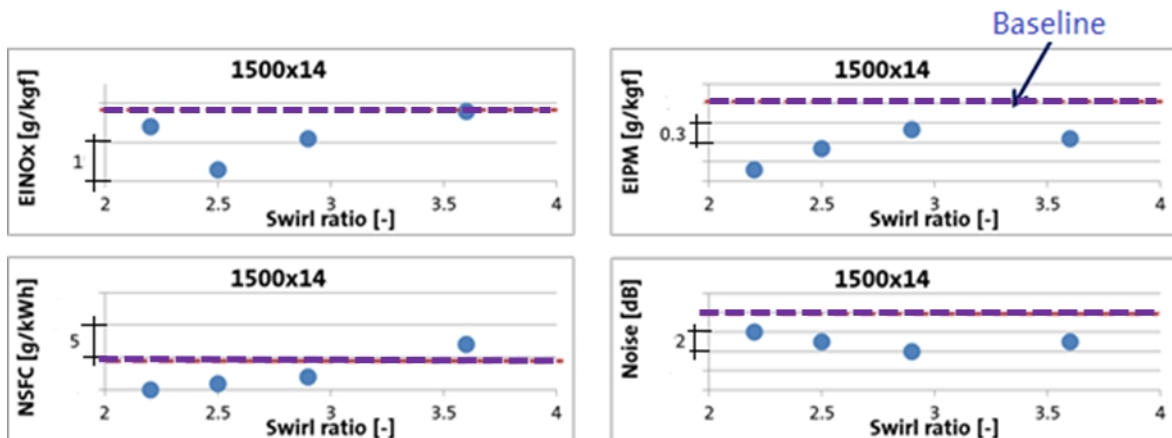 Baseline
1500x14
EINOx [g/kgf]
1
2 2.5 3 3.5 4
Swirl ratio [-]
1500x14
EIPM [g/kgf]
0.3
2 2.5 3 3.5 4
Swirl ratio [-]
1500x14
NSFC [g/kWh]
5
2 2.5 3 3.5 4
Swirl ratio [-]
1500x14
Noise [dB]
2
2 2.5 3 3.5 4
Swirl ratio [-]